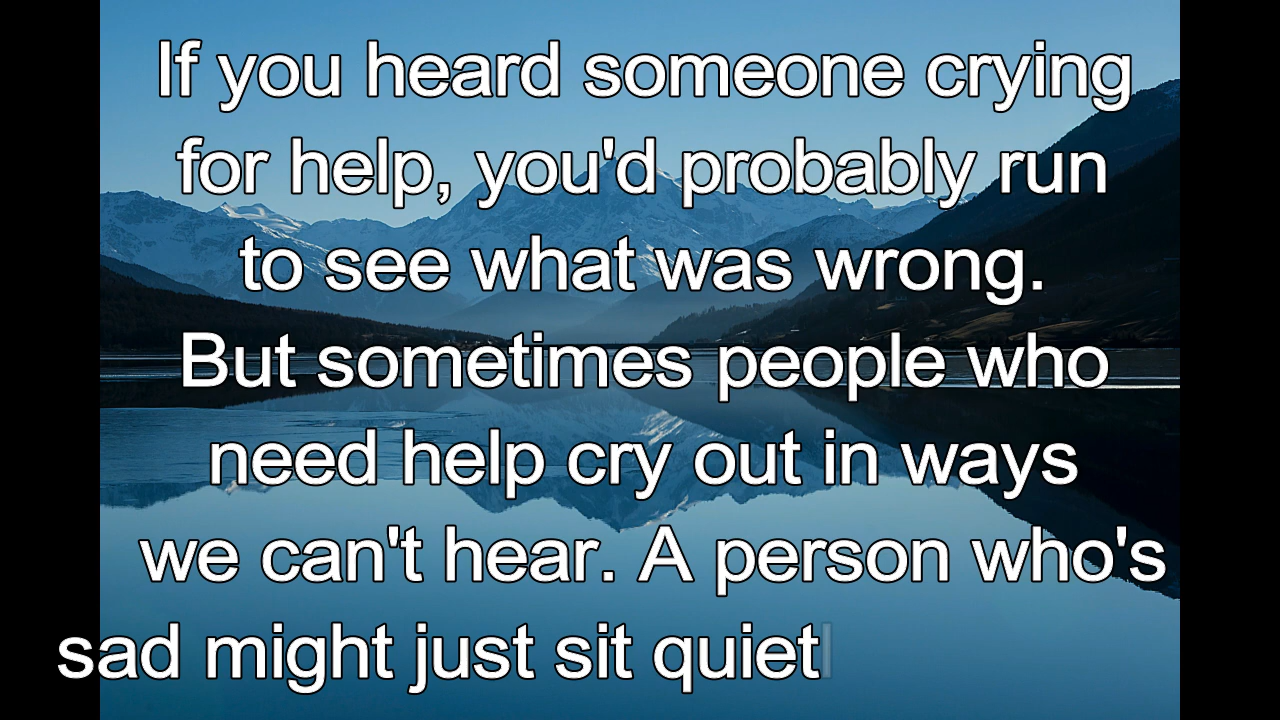 If you heard someone crying
for help, you'd probably run
to see what was wrong.
But sometimes people who
need help cry out in ways
we can't hear. A person who's
sad might just sit quietl